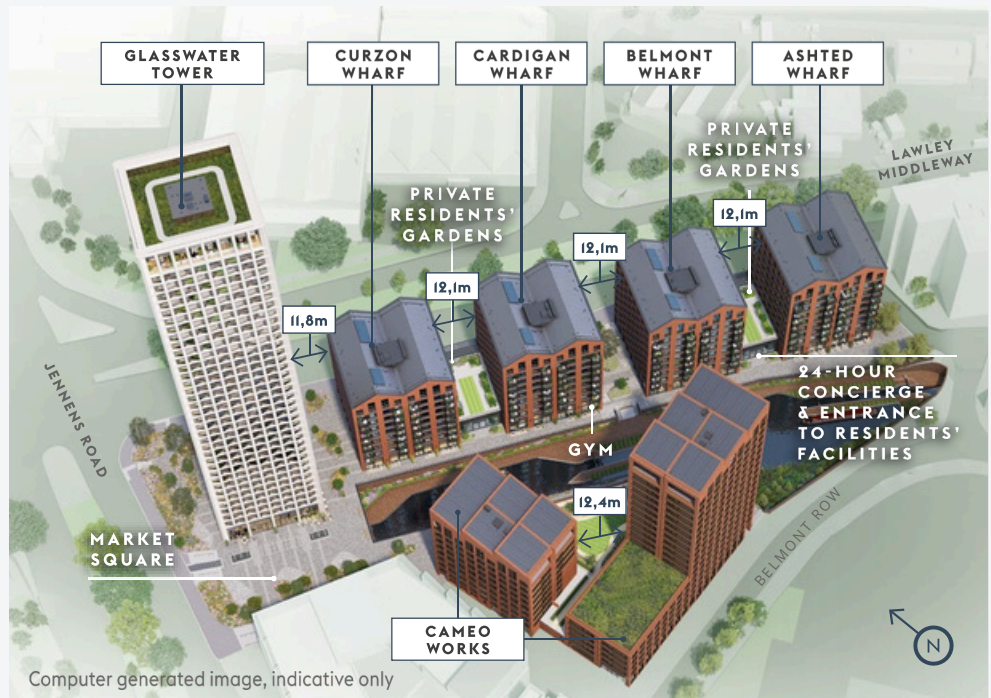 GLASSWATER
TOWER
CURZON
WHARF
CARDIGAN
WHARF
BELMONT
WHARF
ASHTED
WHARF
PRIVATE
RESIDENTS'
GARDENS
LAWLEY
MIDDLEWAY
PRIVATE
RESIDENTS'
GARDENS
12,1m
12,1m
12,1m
11,8m
JENNENS ROAD
24-HOUR
CONCIERGE
& ENTRANCE
TO RESIDENTS'
FACILITIES
GYM
12,4m
BELMONT ROW
MARKET
SQUARE
CAMEO
WORKS
N
Computer generated image, indicative only